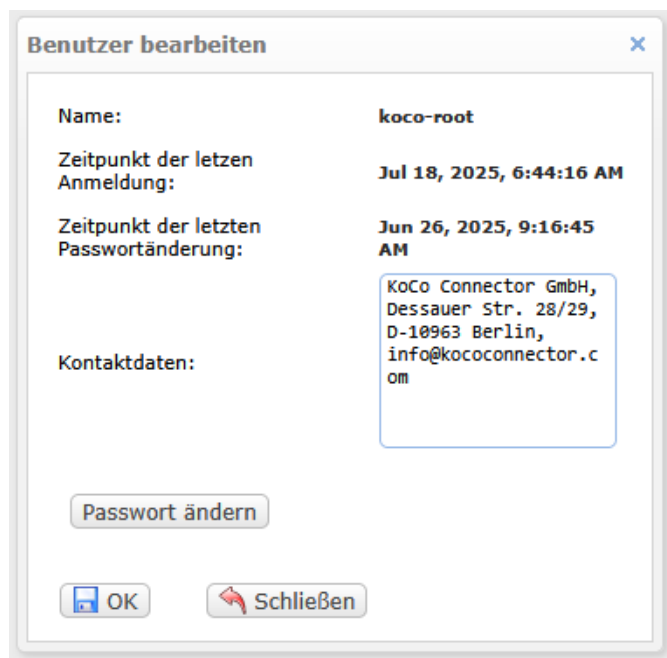 Benutzer bearbeiten
Name:
koco-root
Zeitpunkt der letzen
Anmeldung:
Jul 18, 2025, 6:44:16 AM
Zeitpunkt der letzten
Passwortänderung:
Jun 26, 2025, 9:16:45
AM
Kontaktdaten:
KoCo Connector GmbH,
Dessauer Str. 28/29,
D-10963 Berlin,
info@kococonnector.c
om
Passwort ändern
OK
Schließen